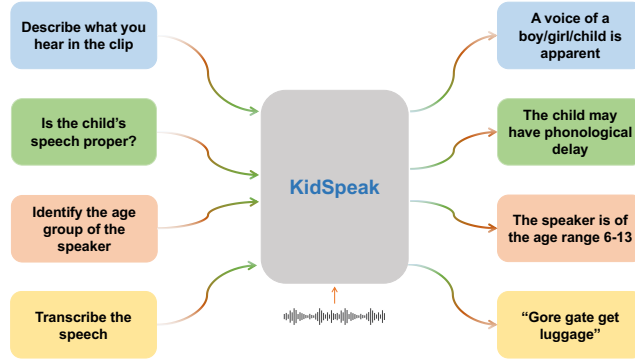 Describe what you
hear in the clip
Is the child's
speech proper?
Identify the age
group of the
speaker
Transcribe the
speech
KidSpeak
A voice of a
boy/girl/child is
apparent
The child may
have phonological
delay
The speaker is of
the age range 6-13
“Gore gate get
luggage”